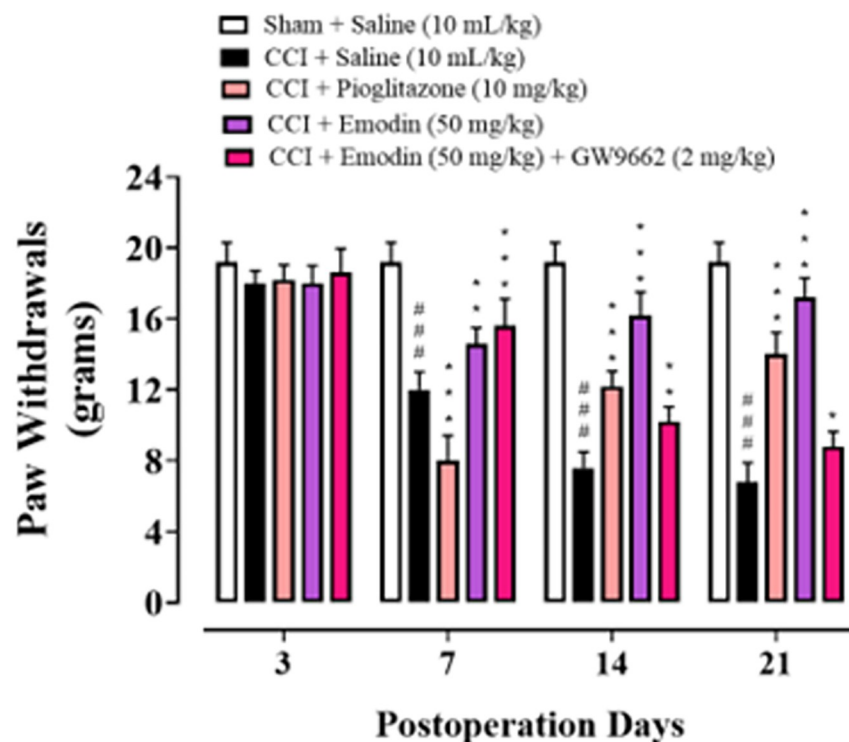 Sham + Saline (10 mL/kg)
CCI + Saline (10 mL/kg)
CCI + Pioglitazone (10 mg/kg)
CCI + Emodin (50 mg/kg)
CCI + Emodin (50 mg/kg) + GW9662 (2 mg/kg)
Paw Withdrawals
(grams)
24
20
16
12
8
4
0
###
***
**
***
###
***
***
**
###
***
***
*
3 7 14 21
Postoperation Days